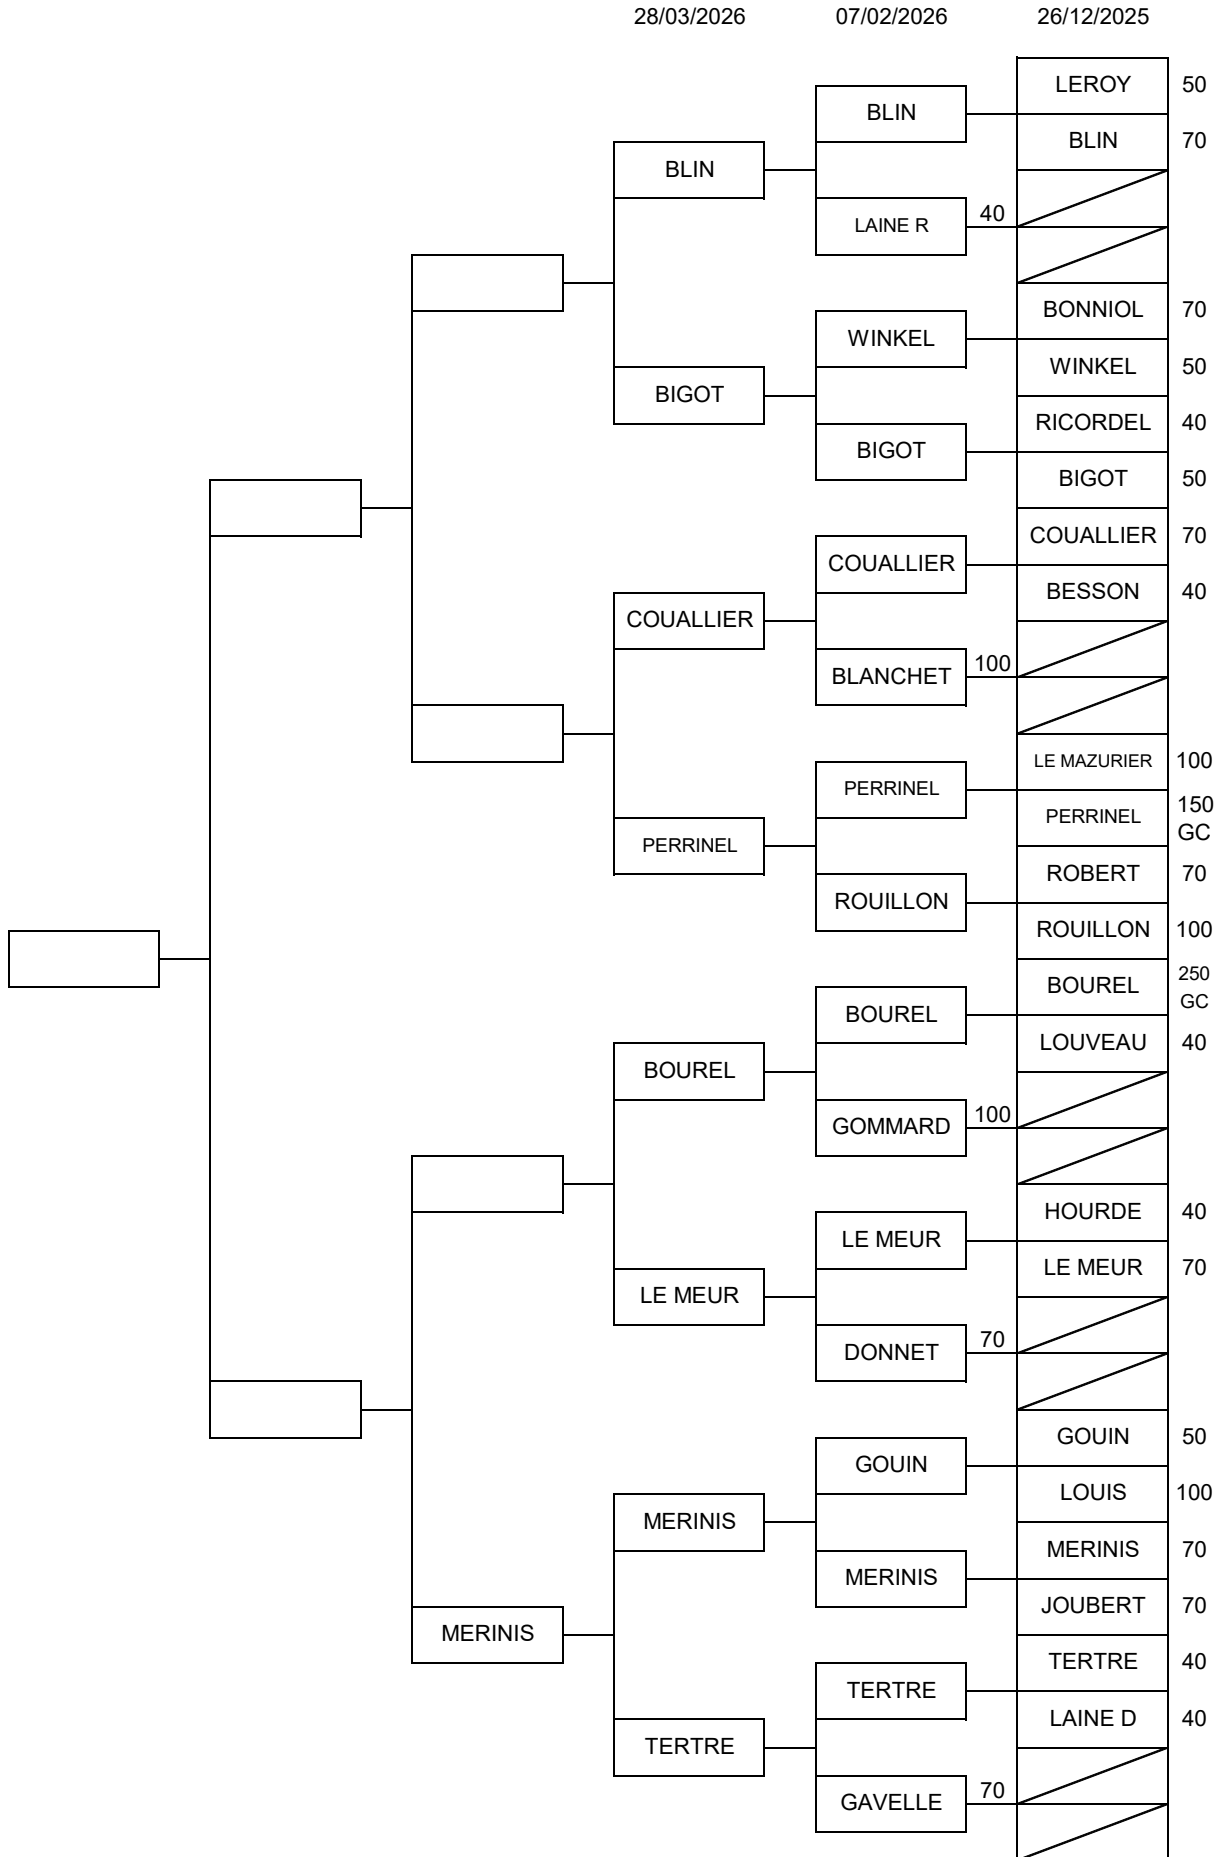 28/03/2026 07/02/2026 26/12/2025
LEROY 50
BLIN
BLIN 70
BLIN
LAINE R 40
BONNIOL 70
WINKEL
WINKEL 50
BIGOT
RICORDEL 40
BIGOT
BIGOT 50
COUALLIER 70
COUALLIER
BESSON 40
COUALLIER
BLANCHET 100
LE MAZURIER 100
PERRINEL
PERRINEL 150 GC
PERRINEL
ROBERT 70
ROUILLON
ROUILLON 100
BOUREL 250 GC
BOUREL
LOUVEAU 40
BOUREL
GOMMARD 100
HOURDE 40
LE MEUR
LE MEUR 70
LE MEUR
DONNET 70
GOUIN 50
GOUIN
LOUIS 100
MERINIS
MERINIS 70
MERINIS
JOUBERT 70
MERINIS
TERTRE 40
TERTRE
LAINE D 40
TERTRE
GAVELLE 70